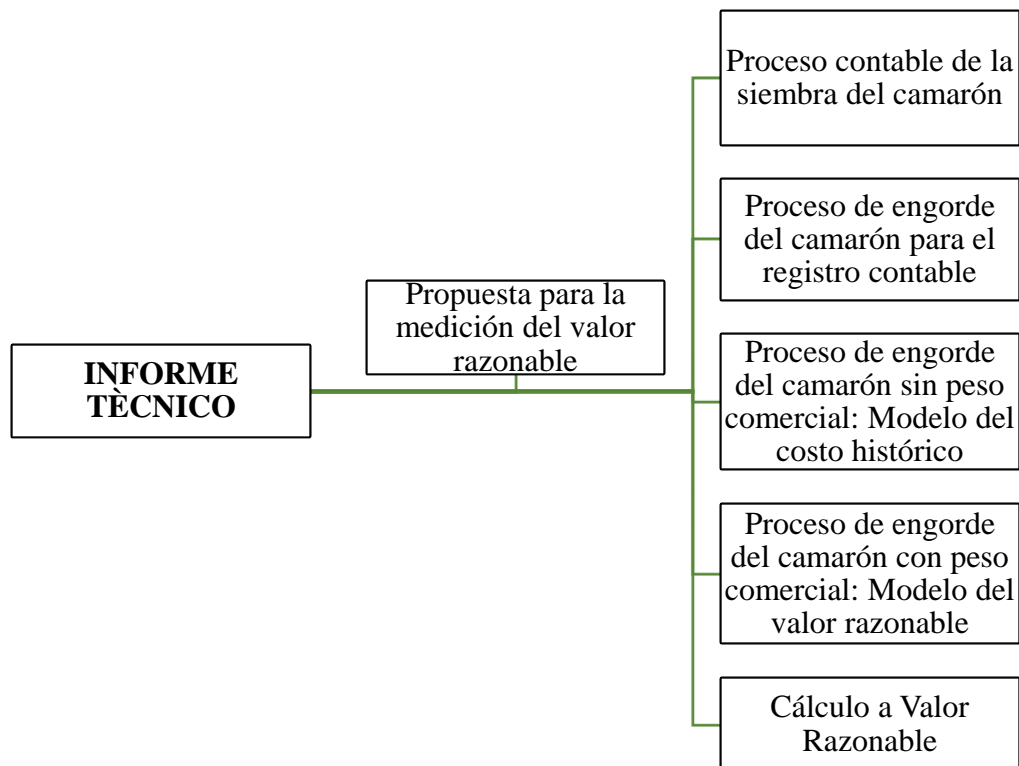 INFORME
TÈCNICO
Propuesta para la
medición del valor
razonable
Proceso contable de la
siembra del camarón
Proceso de engorde
del camarón para el
registro contable
Proceso de engorde
del camarón sin peso
comercial: Modelo del
costo histórico
Proceso de engorde
del camarón con peso
comercial: Modelo del
valor razonable
Cálculo a Valor
Razonable